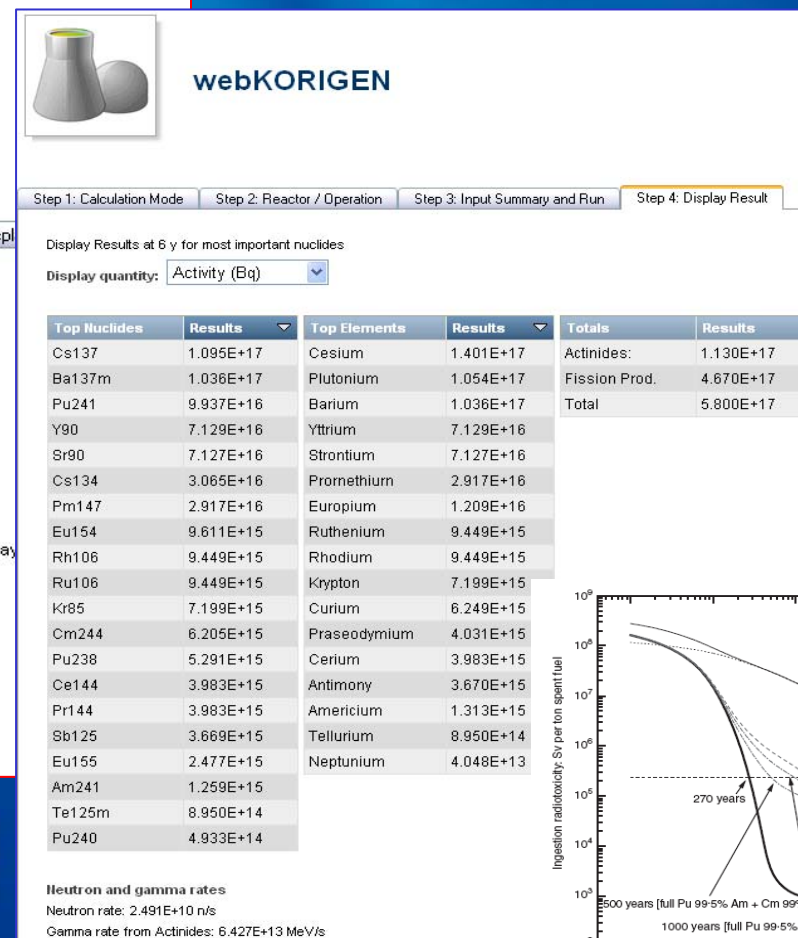 webKORIGEN
Step 1: Calculation Mode Step 2: Reactor / Operation Step 3: Input Summary and Run Step 4: Display Result
Display Results at 6 y for most important nuclides
Display quantity: Activity (Bq)
Top Nuclides Results Top Elements Results Totals Results
Cs137 1.095E+17 Cesium 1.401E+17 Actinides: 1.130E+17
Ba137m 1.036E+17 Plutonium 1.054E+17 Fission Prod. 4.670E+17
Pu241 9.937E+16 Barium 1.036E+17 Total 5.800E+17
Y90 7.129E+16 Yttrium 7.129E+16
Sr90 7.127E+16 Strontium 7.127E+16
Cs134 3.065E+16 Promethium 2.917E+16
Pm147 2.917E+16 Europium 1.209E+16
Eu154 9.611E+15 Ruthenium 9.449E+15
Rh106 9.449E+15 Rhodium 9.449E+15
Ru106 9.449E+15 Krypton 7.199E+15
Kr85 7.199E+15 Curium 6.249E+15
Cm244 6.205E+15 Praseodymium 4.031E+15
Pu238 5.291E+15 Cerium 3.983E+15
Ce144 3.983E+15 Antimony 3.670E+15
Pr144 3.983E+15 Americium 1.313E+15
Sb125 3.669E+15 Tellurium 8.950E+14
Eu155 2.477E+15 Neptunium 4.048E+13
Am241 1.259E+15
Te125m 8.950E+14
Pu240 4.933E+14
Neutron and gamma rates
Neutron rate: 2.491E+10 n/s
Gamma rate from Actinides: 6.427E+13 MeV/s
Ingestion radiotoxicity: Sv per ton spent fuel
10⁹
10⁸
10⁷
10⁶
10⁵
10⁴
10³
270 years
500 years [full Pu 99·5% Am + Cm 99
1000 years [full Pu 99·5%